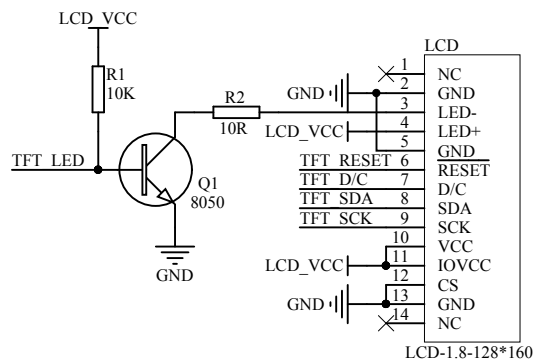 LCD_VCC
R1
10K
TFT_LED
Q1
8050
GND
R2
10R
LCD
1 NC
GND 2 GND
3 LED-
LCD_VCC 4 LED+
5 GND
TFT_RESET 6 RESET
TFT_D/C 7 D/C
TFT_SDA 8 SDA
TFT_SCK 9 SCK
10 VCC
LCD_VCC 11 IOVCC
12 CS
GND 13 GND
14 NC
LCD-1.8-128*160